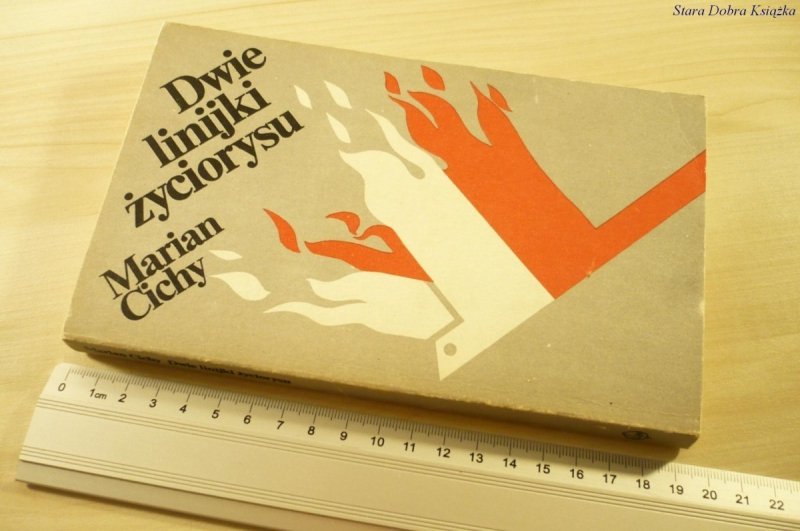 Stara Dobra Książka
Dwie
linijki
życiorysu
Marian
Cichy
Marian Cichy Dwie linijki życiorysu
0 1cm 2 3 4 5 6 7 8 9 10 11 12 13 14 15 16 17 18 19 20 21 22